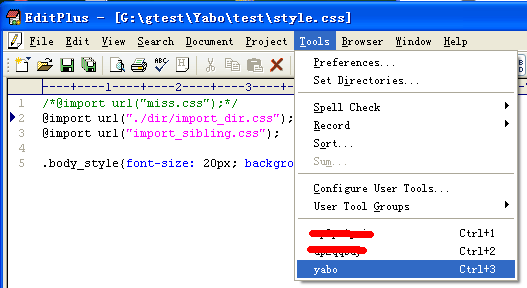 EditPlus - [G:\gtest\Yabo\test\style.css]
File Edit View Search Document Project Tools Browser Window Help
Preferences...
Set Directories...
Spell Check
Record
Sort...
Sum...
Configure User Tools...
User Tool Groups
Ctrl+1
Ctrl+2
yabo Ctrl+3
----+----1----+----2----+----3----+-
1 /*@import url("miss.css");*/
2 @import url("./dir/import_dir.css");
3 @import url("import_sibling.css");
4
5 .body_style{font-size: 20px; backgro